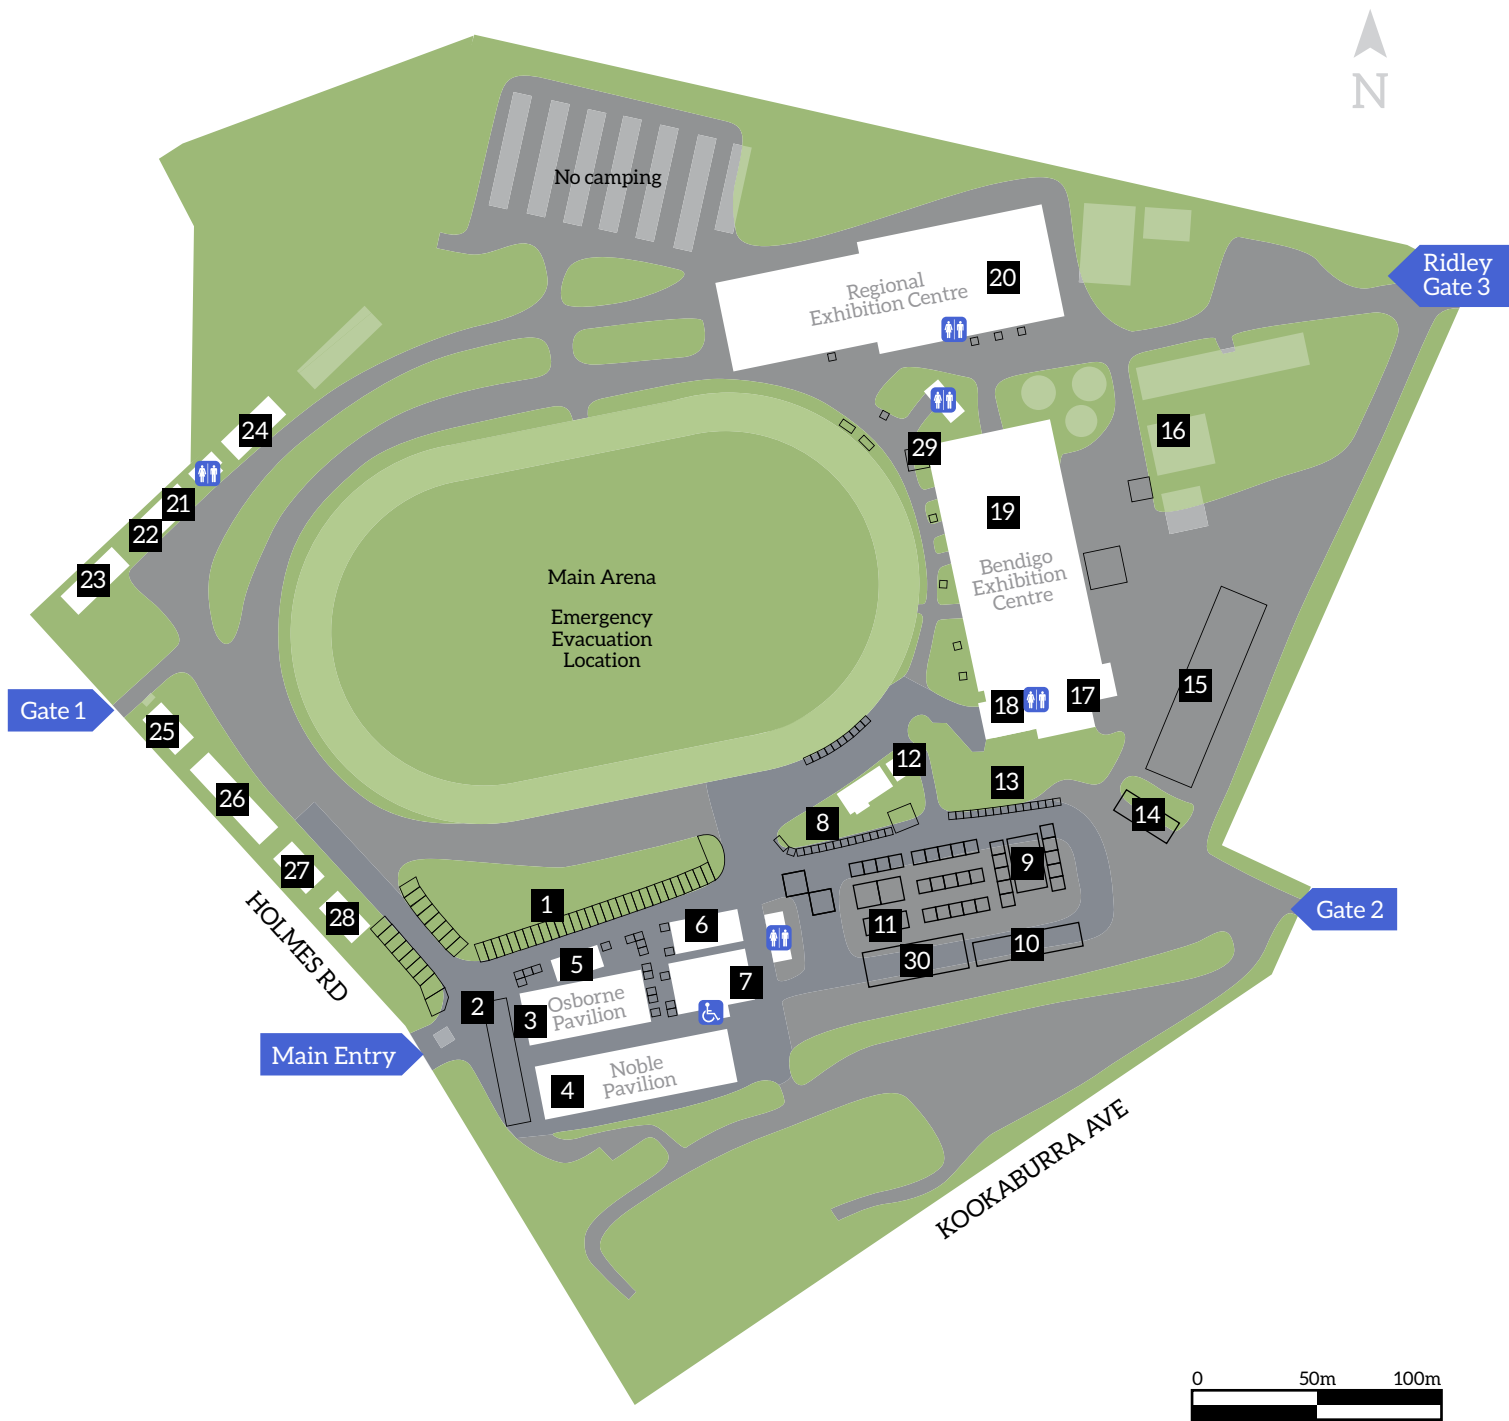 N
No camping
Ridley
Gate 3
20
Regional
Exhibition Centre
24
16
29
21
19
22
Bendigo
Exhibition
Centre
23
Main Arena
Emergency
Evacuation
Location
15
17
18
Gate 1
25
12
13
26
14
8
9
27
1
28
6
11
Gate 2
HOLMES RD
10
5
30
7
2
3
Osborne
Pavilion
Main Entry
4
Noble
Pavilion
KOOKABURRA AVE
0 50m 100m